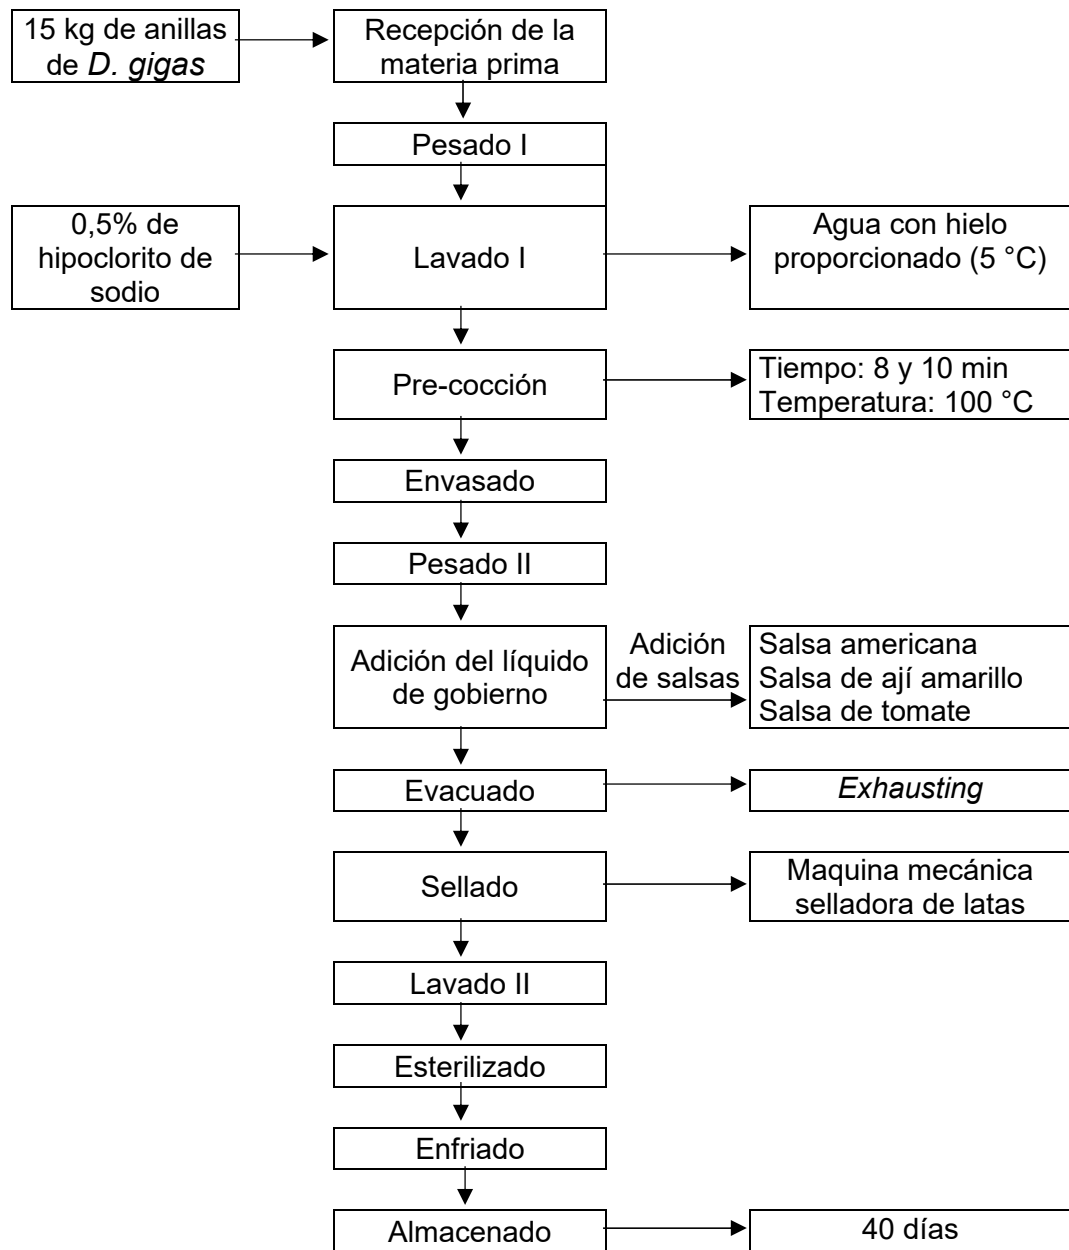 15 kg de anillas
de D. gigas
Recepción de la
materia prima
Pesado I
0,5% de
hipoclorito de
sodio
Lavado I
Agua con hielo
proporcionado (5 °C)
Pre-cocción
Tiempo: 8 y 10 min
Temperatura: 100 °C
Envasado
Pesado II
Adición del líquido
de gobierno
Adición
de salsas
Salsa americana
Salsa de ají amarillo
Salsa de tomate
Evacuado
Exhausting
Sellado
Maquina mecánica
selladora de latas
Lavado II
Esterilizado
Enfriado
Almacenado
40 días